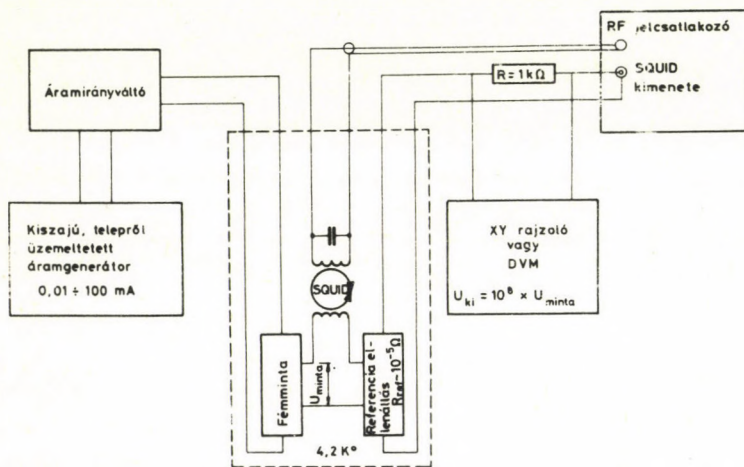 RF jelcsatlakozó
SQUID
kimenete
R = 1 kΩ
Áramirányváltó
Kiszajú, telepről
üzemeltetett
áramgenerátor
0,01 ÷ 100 mA
XY rajzoló
vagy
DVM
U_ki = 10^8 × U_minta
SQUID
Fémminta
U_minta
Referencia el-
lenállás
R_ref=10^-5 Ω
4,2 K°